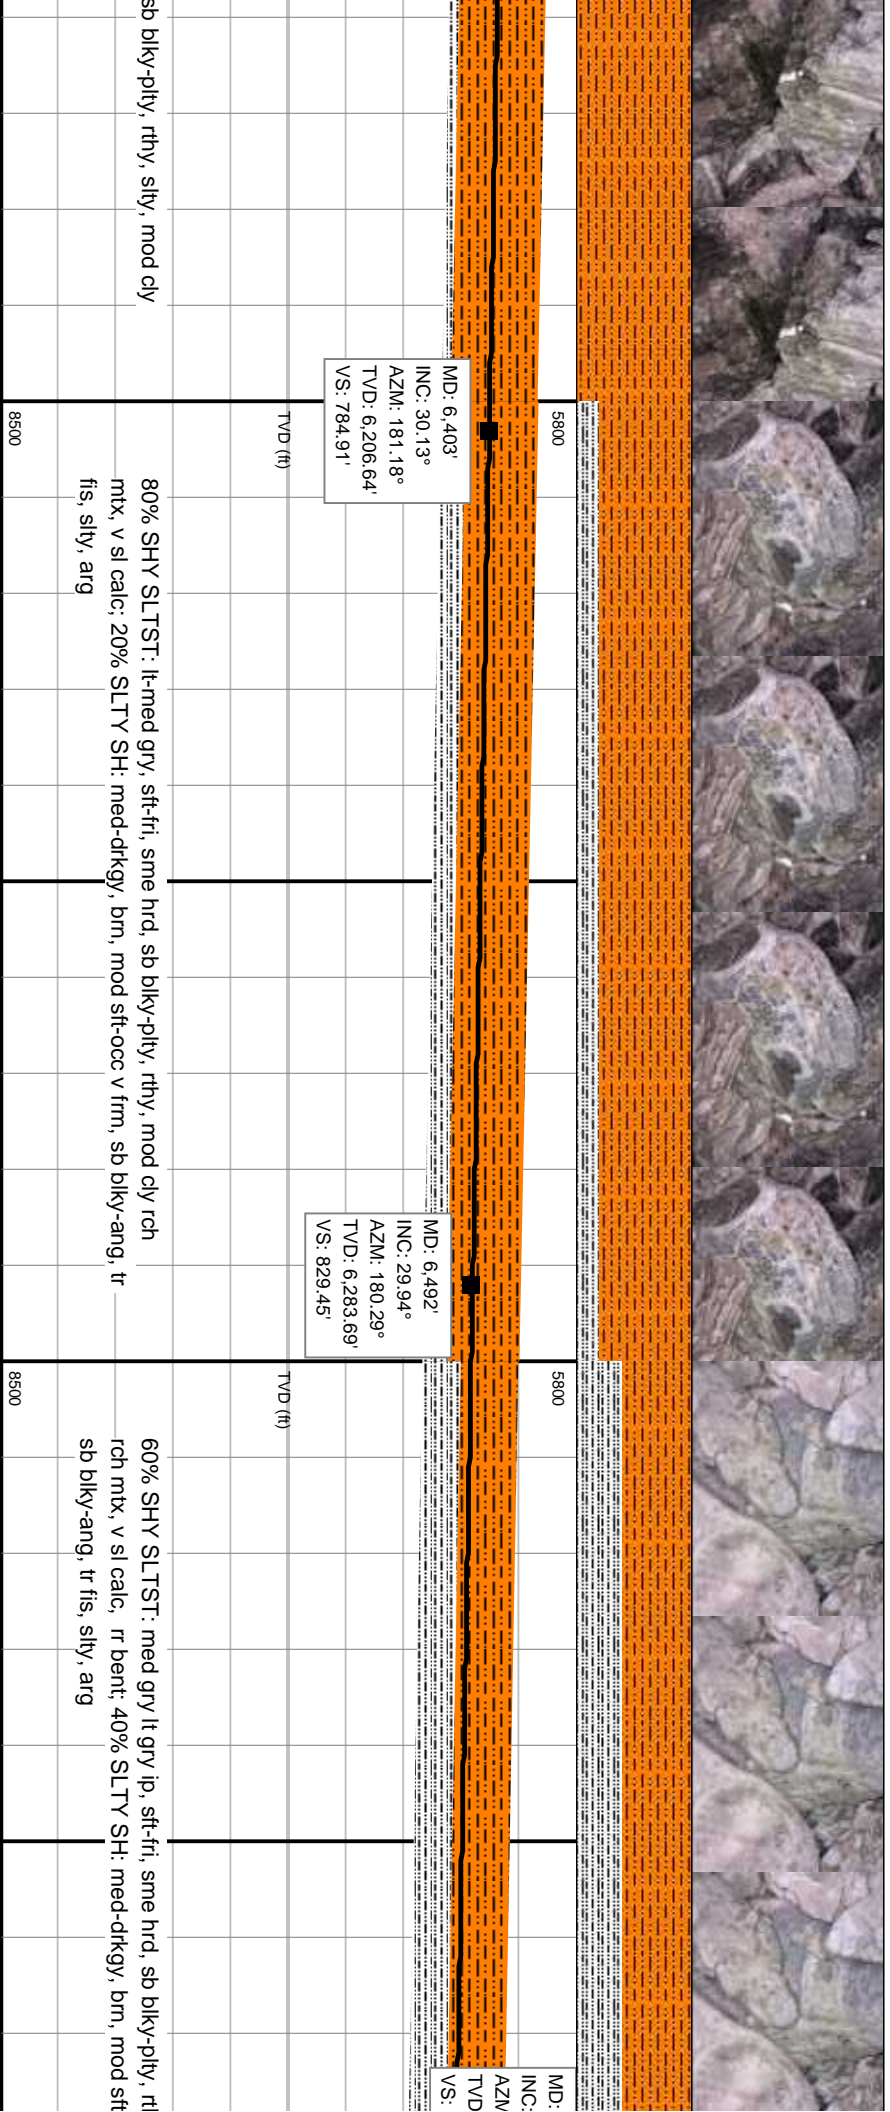 sb blky-plty, rthy, slty, mod cly
MD: 6,403'
INC: 30.13°
AZM: 181.18°
TVD: 6,206.64'
VS: 784.91'
5800
TVD (ft)
8500
80% SHY SLTST: lt-med gry, sft-fri, sme hrd, sb blky-plty, rthy, mod cly rch
mtx, v sl calc; 20% SLTY SH: med-drkgy, brn, mod sft-occ v frm, sb blky-ang, tr
fis, slty, arg
MD: 6,492'
INC: 29.94°
AZM: 180.29°
TVD: 6,283.69'
VS: 829.45'
5800
TVD (ft)
8500
60% SHY SLTST: med gry lt gry ip, sft-fri, sme hrd, sb blky-plty,
rch mtx, v sl calc, rr bent; 40% SLTY SH: med-drkgy, brn, mod sft
sb blky-ang, tr fis, slty, arg
MD:
INC:
AZM
TVD
VS: